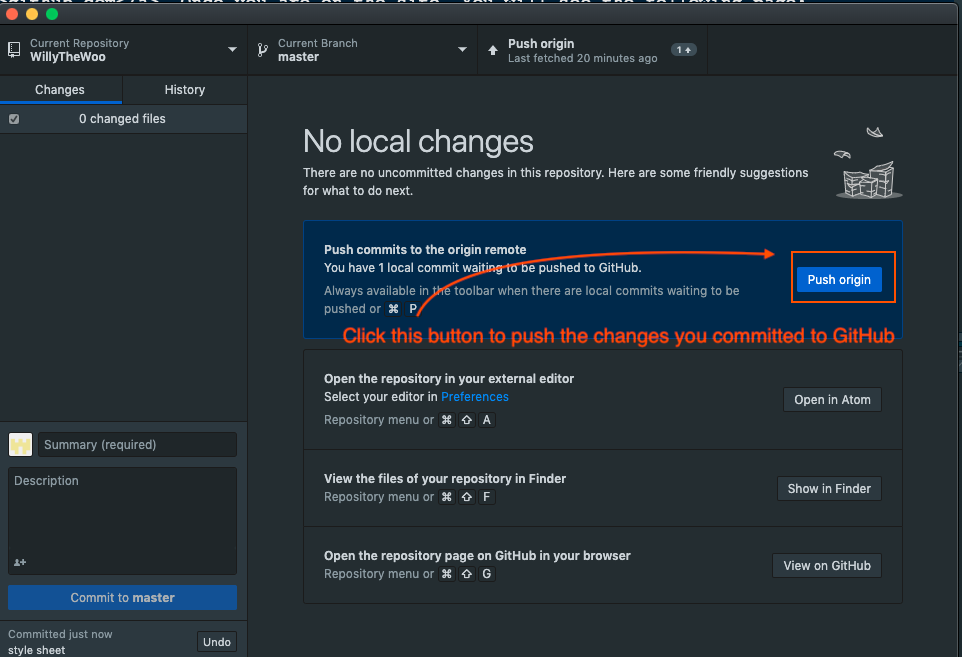 Current Repository
WillyTheWoo
Current Branch
master
Push origin
Last fetched 20 minutes ago
1
Changes
History
0 changed files
No local changes
There are no uncommitted changes in this repository. Here are some friendly suggestions
for what to do next.
Push commits to the origin remote
You have 1 local commit waiting to be pushed to GitHub.
Always available in the toolbar when there are local commits waiting to be
pushed or ⌘ P
Push origin
Click this button to push the changes you committed to GitHub
Open the repository in your external editor
Select your editor in Preferences
Repository menu or ⌘ ⇧ A
Open in Atom
View the files of your repository in Finder
Repository menu or ⌘ ⇧ F
Show in Finder
Open the repository page on GitHub in your browser
Repository menu or ⌘ ⇧ G
View on GitHub
Summary (required)
Description
Commit to master
Committed just now
style sheet
Undo